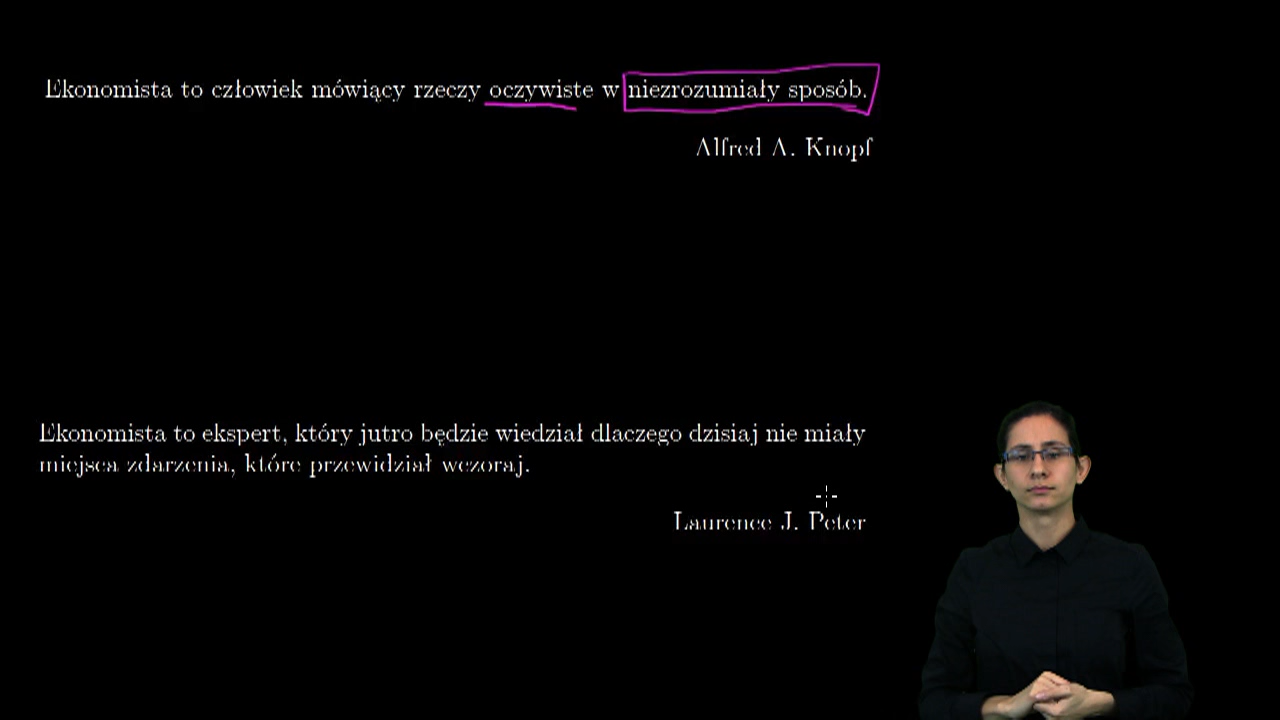 Ekonomista to człowiek mówiący rzeczy oczywiste w niezrozumiały sposób.
Alfred A. Knopf
Ekonomista to ekspert, który jutro będzie wiedział dlaczego dzisiaj nie miały
miejsca zdarzenia, które przewidział wczoraj.
Laurence J. Peter